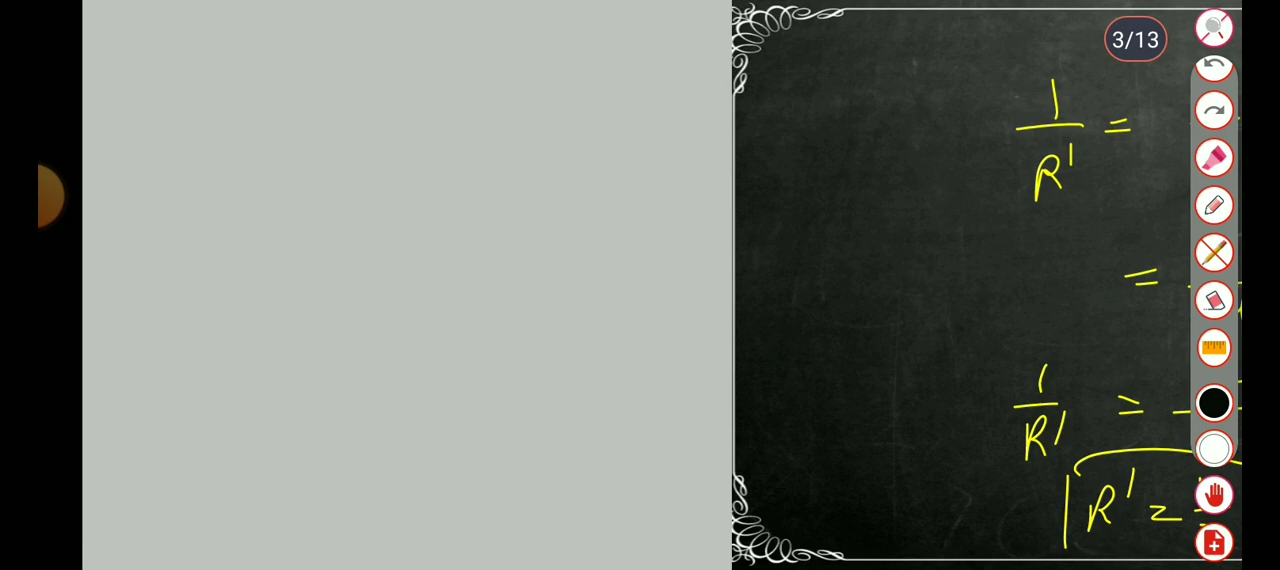 3/13
1/R' =
=
1/R' =
R' =